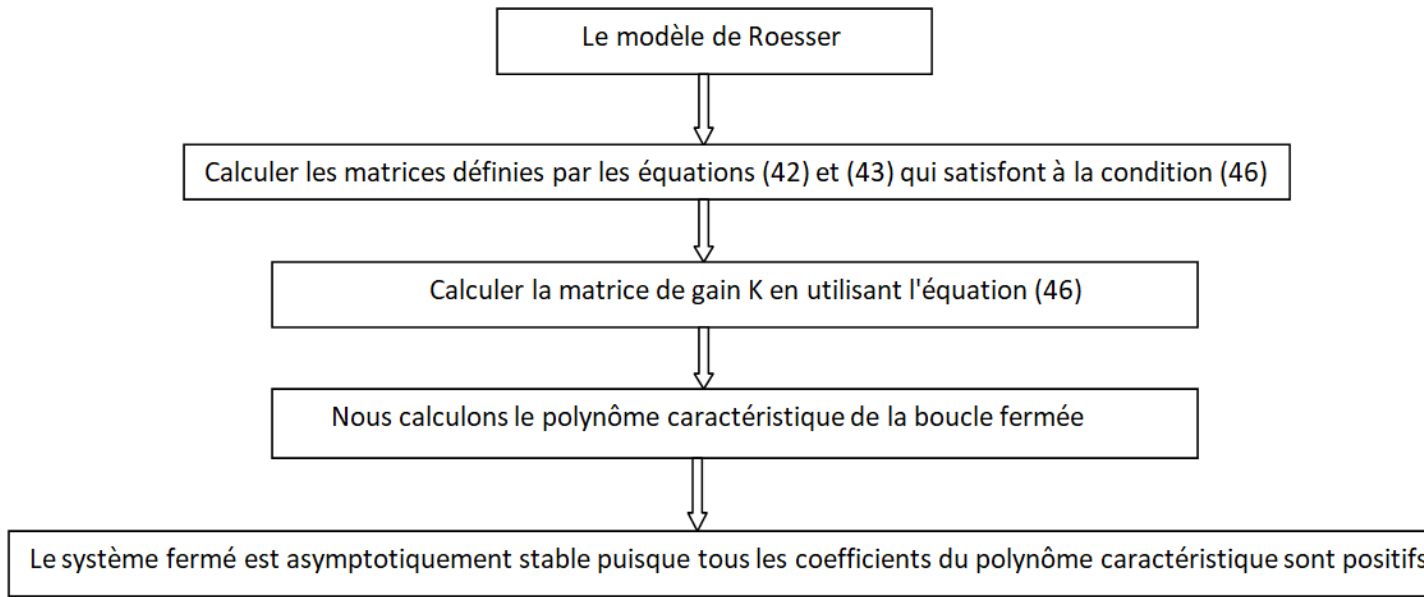 Le modèle de Roesser
Calculer les matrices définies par les équations (42) et (43) qui satisfont à la condition (46)
Calculer la matrice de gain K en utilisant l'équation (46)
Nous calculons le polynôme caractéristique de la boucle fermée
Le système fermé est asymptotiquement stable puisque tous les coefficients du polynôme caractéristique sont positifs